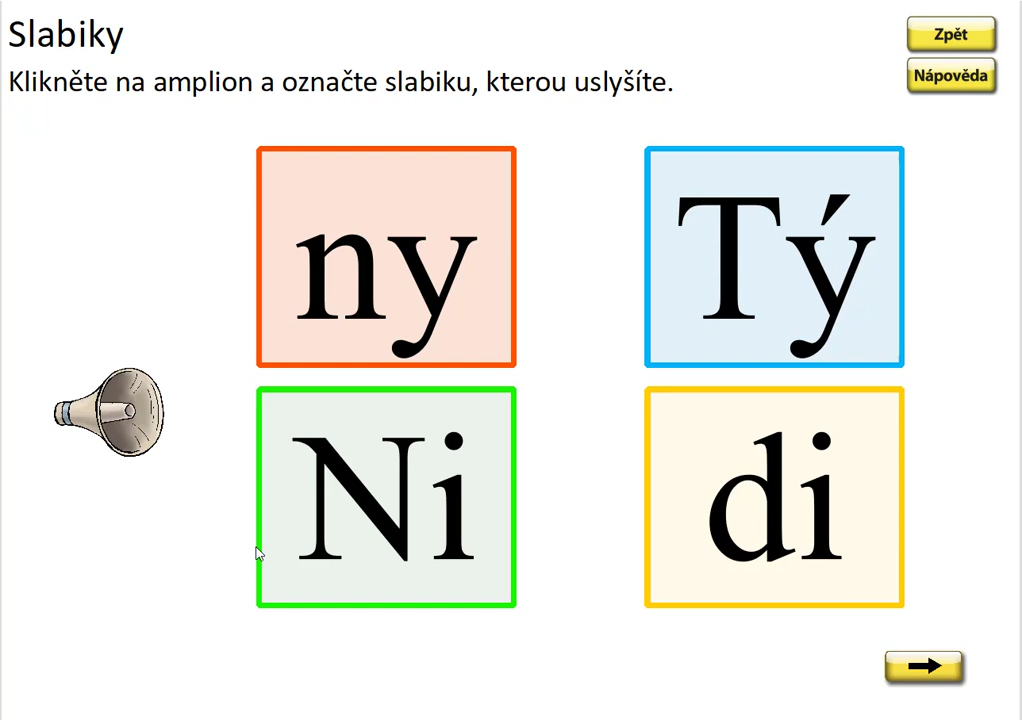 Slabiky
Zpět
Klikněte na amplion a označte slabiku, kterou uslyšíte.
Nápověda
ny
Tý
Ni
di